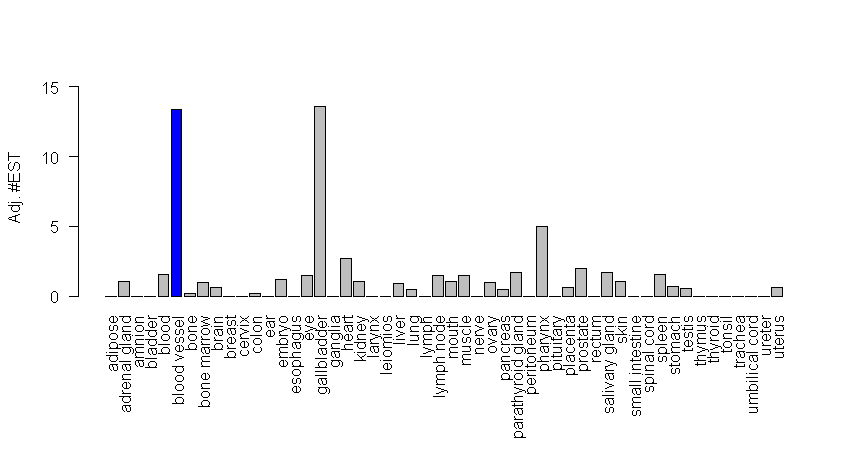 15
10
5
0
Adj. #EST
adipose
adrenal gland
amnion
bladder
blood
blood vessel
bone
bone marrow
brain
breast
cervix
colon
ear
embryo
esophagus
eye
gallbladder
ganglia
heart
kidney
larynx
leiomios
liver
lung
lymph
lymph node
mouth
muscle
nerve
ovary
pancreas
parathyroid gland
peritoneum
pharynx
pituitary
placenta
prostate
rectum
salivary gland
skin
small intestine
spinal cord
spleen
stomach
testis
thymus
thyroid
tonsil
trachea
umbilical cord
ureter
uterus